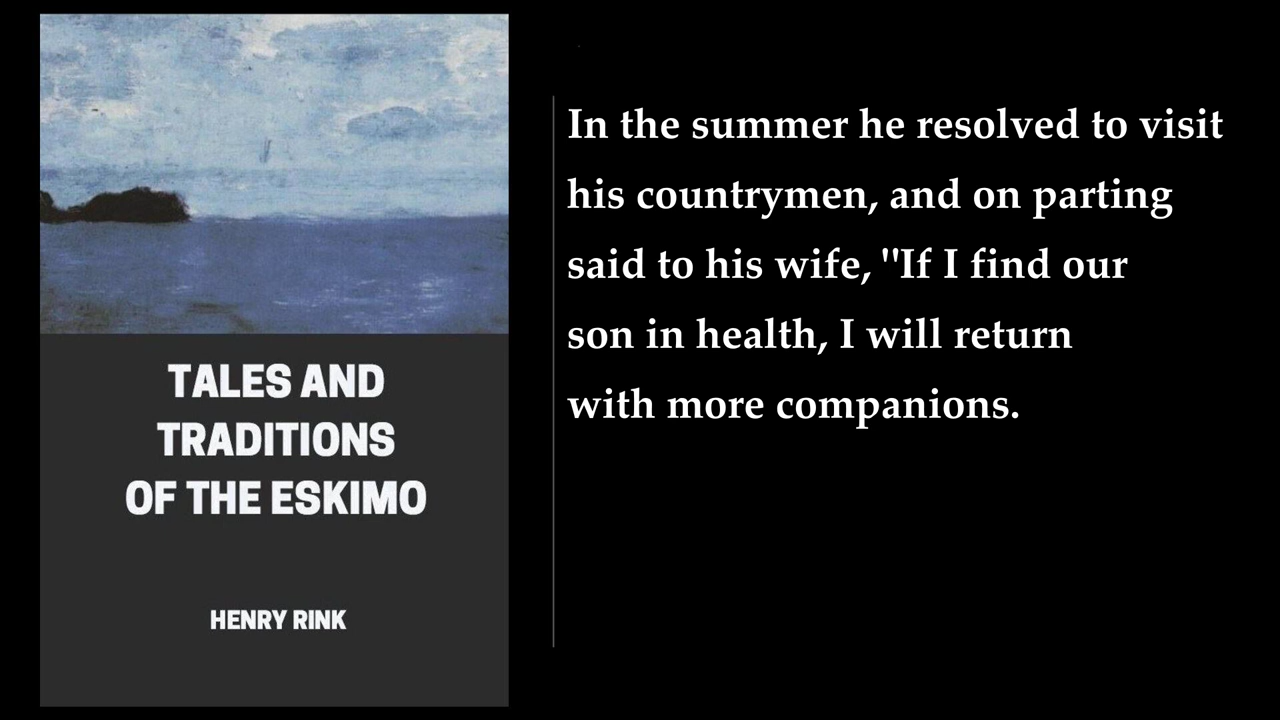 TALES AND
TRADITIONS
OF THE ESKIMO
HENRY RINK
In the summer he resolved to visit
his countrymen, and on parting
said to his wife, "If I find our
son in health, I will return
with more companions.